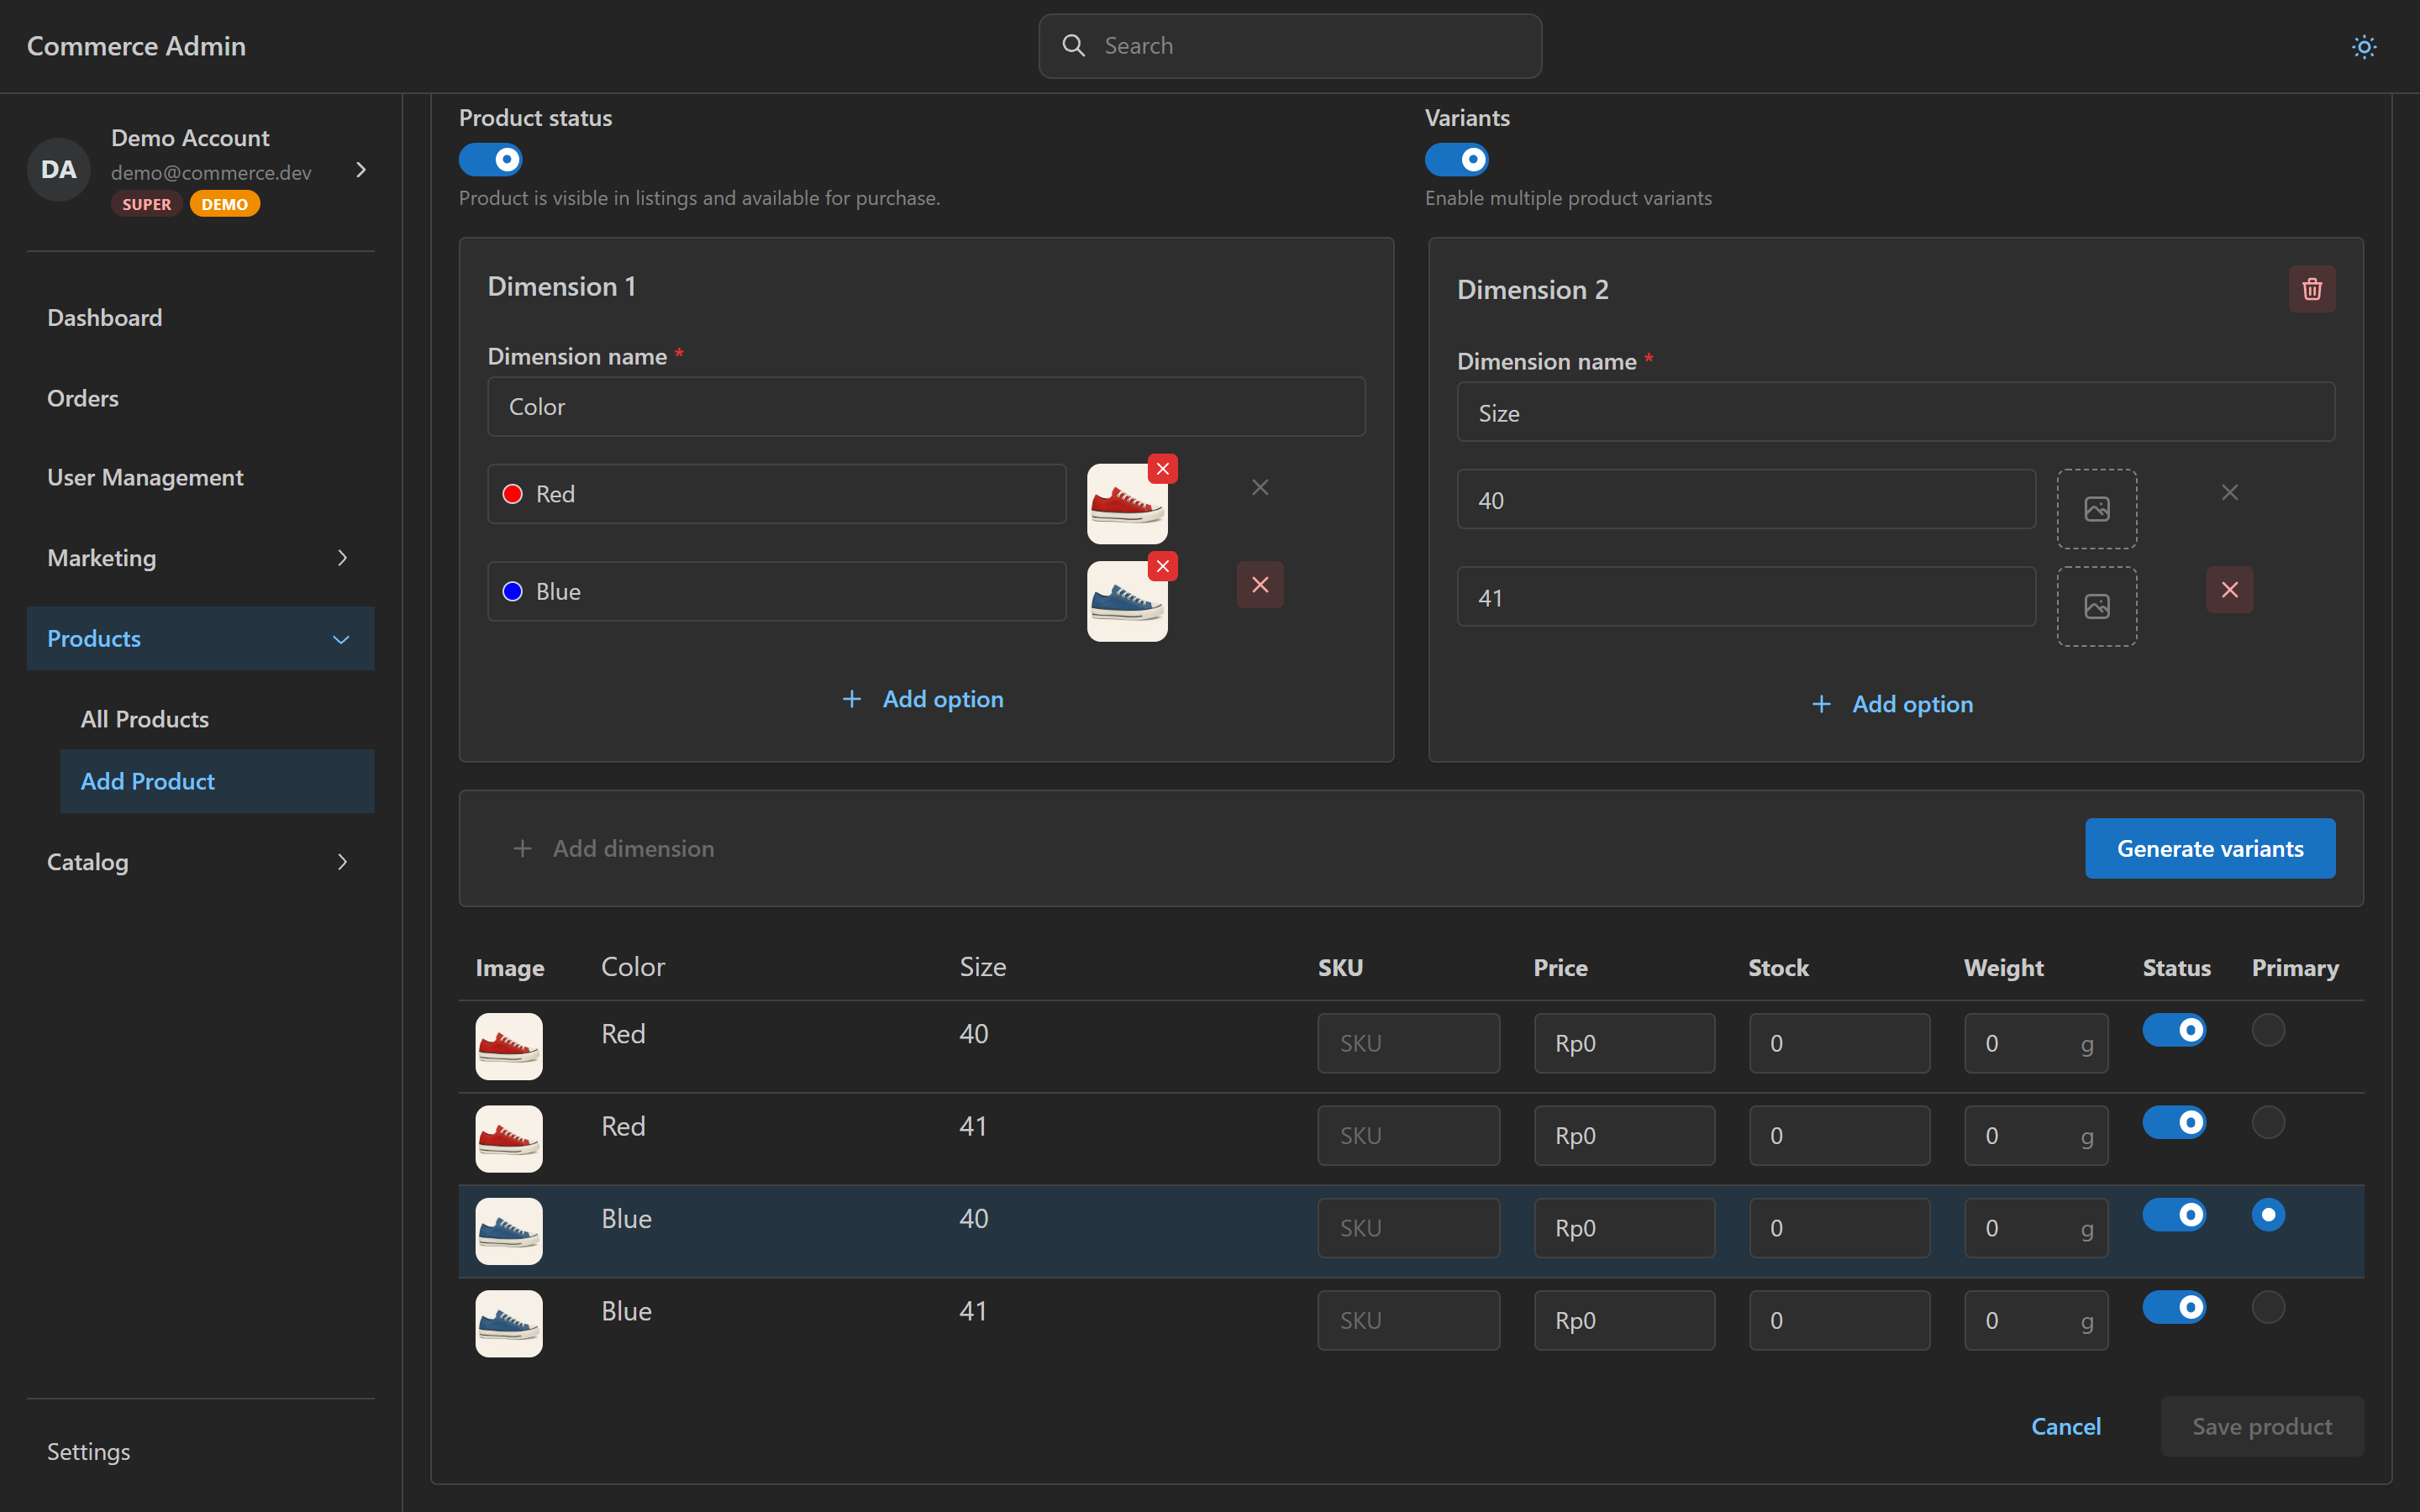 Commerce Admin
Search
DA
Demo Account
demo@commerce.dev
SUPER
DEMO
Dashboard
Orders
User Management
Marketing
Products
All Products
Add Product
Catalog
Settings
Product status
Product is visible in listings and available for purchase.
Variants
Enable multiple product variants
Dimension 1
Dimension name *
Color
Red
Blue
+ Add option
Dimension 2
Dimension name *
Size
40
41
+ Add option
+ Add dimension
Generate variants
Image Color Size SKU Price Stock Weight Status Primary
Red 40 SKU Rp0 0 0 g
Red 41 SKU Rp0 0 0 g
Blue 40 SKU Rp0 0 0 g
Blue 41 SKU Rp0 0 0 g
Cancel
Save product